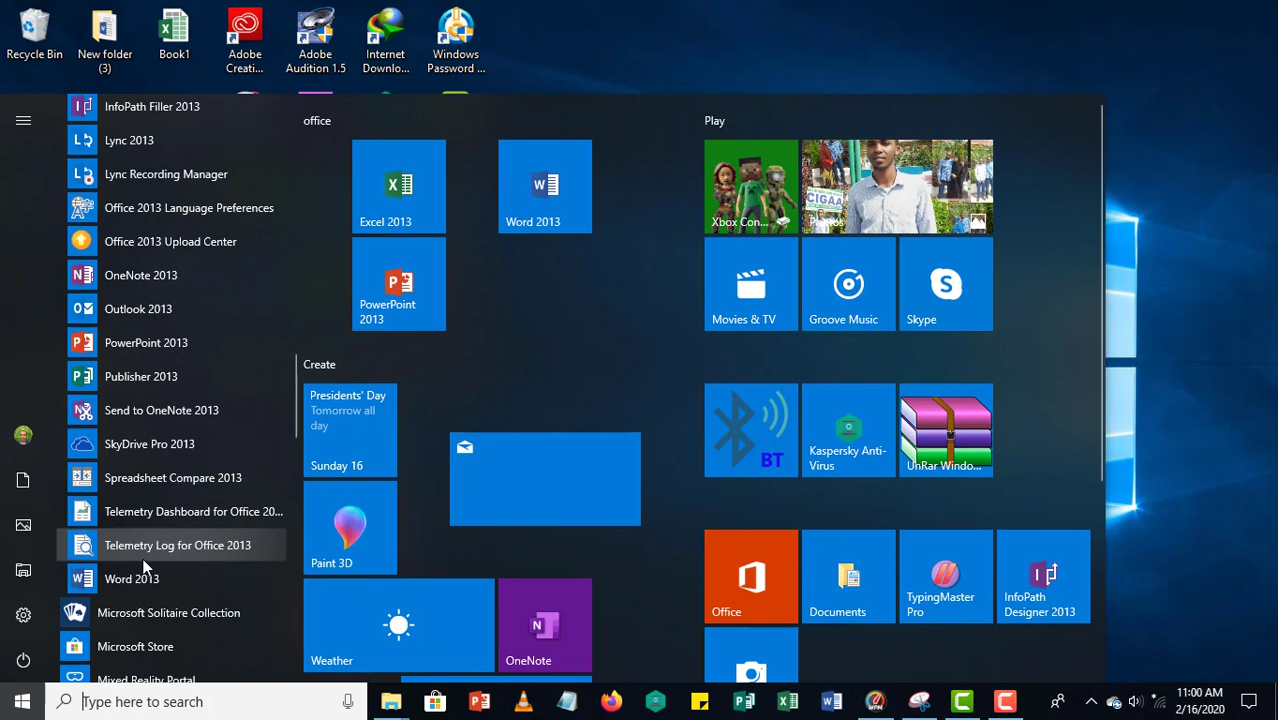 Recycle Bin
New folder
(3)
Book1
Adobe
Creati...
Adobe
Audition 1.5
Internet
Downlo...
Windows
Password ...
InfoPath Filler 2013
Lync 2013
Lync Recording Manager
Office 2013 Language Preferences
Office 2013 Upload Center
OneNote 2013
Outlook 2013
PowerPoint 2013
Publisher 2013
Send to OneNote 2013
SkyDrive Pro 2013
Spreadsheet Compare 2013
Telemetry Dashboard for Office 20...
Telemetry Log for Office 2013
Word 2013
Microsoft Solitaire Collection
Microsoft Store
Mixed Reality Portal
office
Excel 2013
Word 2013
PowerPoint
2013
Create
Presidents' Day
Tomorrow all
day
Sunday 16
Paint 3D
Weather
OneNote
Play
Xbox Con...
CIGAA
Photos
Movies & TV
Groove Music
Skype
BT
Kaspersky Anti-
Virus
UnRar Windo...
Office
Documents
TypingMaster
Pro
InfoPath
Designer 2013
Type here to search
11:00 AM
2/16/2020